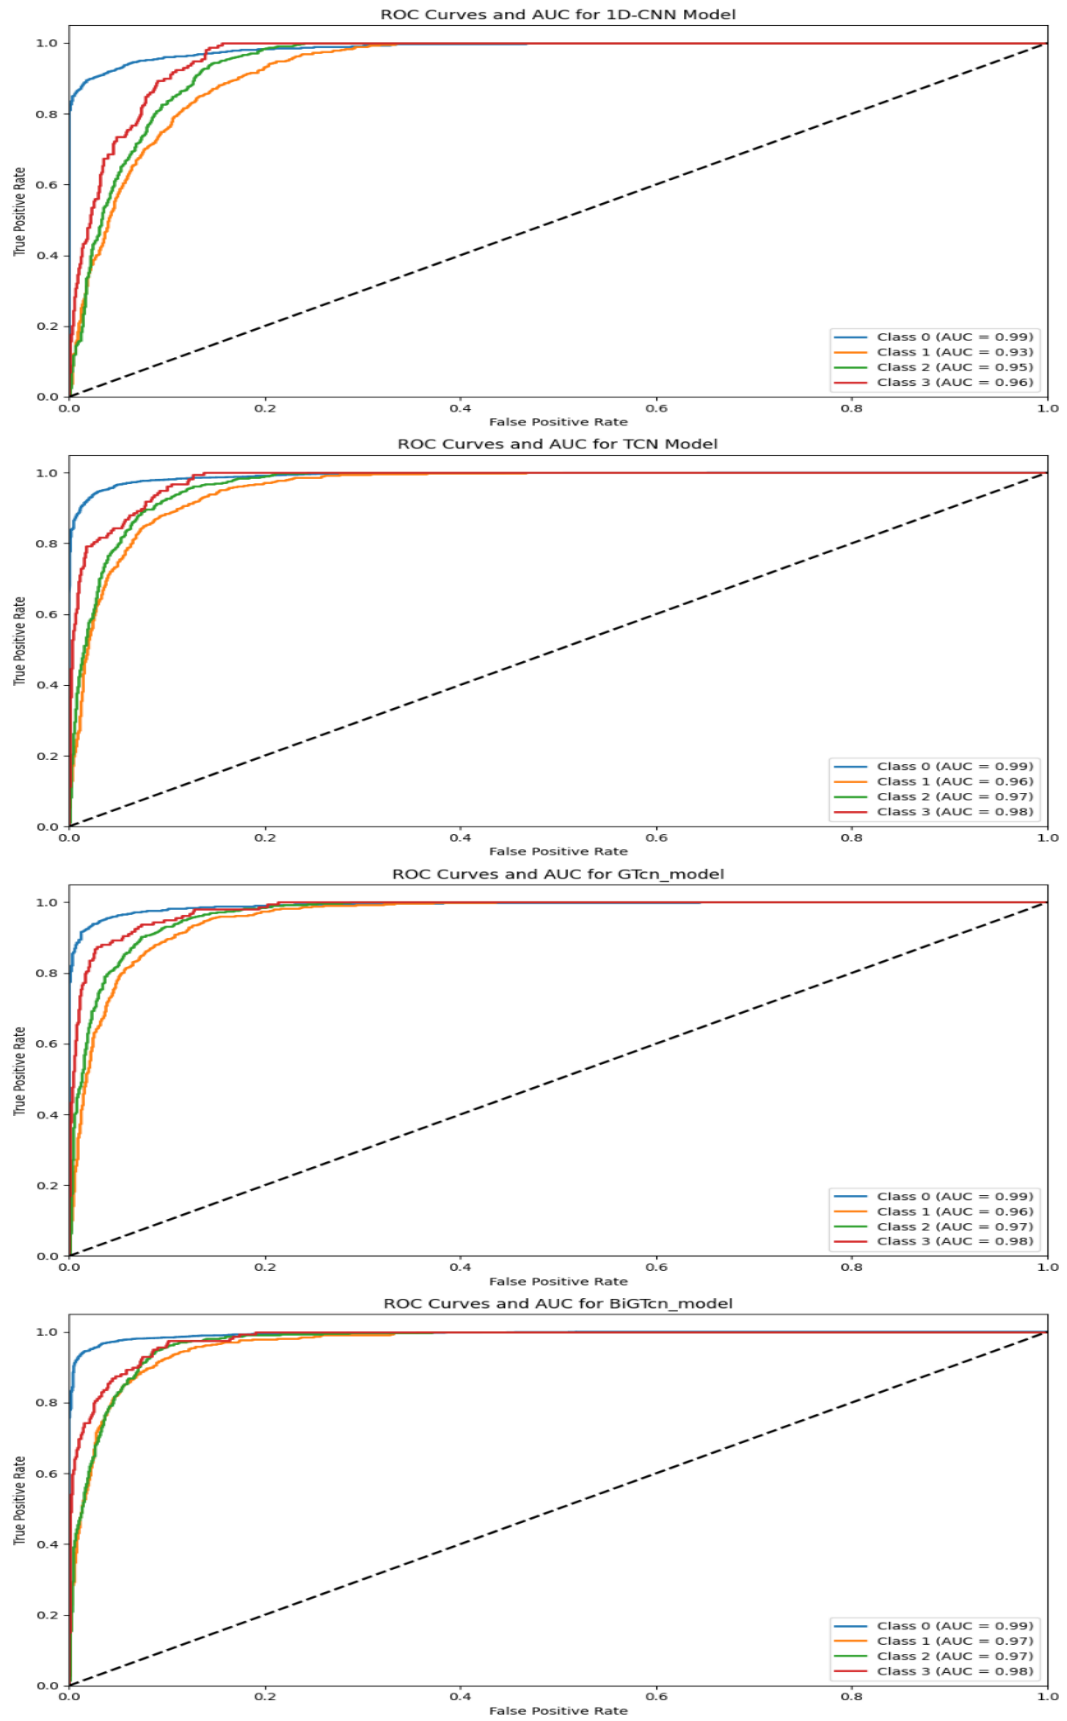 ROC Curves and AUC for 1D-CNN Model
True Positive Rate
1.0
0.8
0.6
0.4
0.2
0.0
0.0 0.2 0.4 0.6 0.8 1.0
False Positive Rate
Class 0 (AUC = 0.99)
Class 1 (AUC = 0.93)
Class 2 (AUC = 0.95)
Class 3 (AUC = 0.96)
ROC Curves and AUC for TCN Model
True Positive Rate
1.0
0.8
0.6
0.4
0.2
0.0
0.0 0.2 0.4 0.6 0.8 1.0
False Positive Rate
Class 0 (AUC = 0.99)
Class 1 (AUC = 0.96)
Class 2 (AUC = 0.97)
Class 3 (AUC = 0.98)
ROC Curves and AUC for GTcn_model
True Positive Rate
1.0
0.8
0.6
0.4
0.2
0.0
0.0 0.2 0.4 0.6 0.8 1.0
False Positive Rate
Class 0 (AUC = 0.99)
Class 1 (AUC = 0.96)
Class 2 (AUC = 0.97)
Class 3 (AUC = 0.98)
ROC Curves and AUC for BiGTcn_model
True Positive Rate
1.0
0.8
0.6
0.4
0.2
0.0
0.0 0.2 0.4 0.6 0.8 1.0
False Positive Rate
Class 0 (AUC = 0.99)
Class 1 (AUC = 0.97)
Class 2 (AUC = 0.97)
Class 3 (AUC = 0.98)